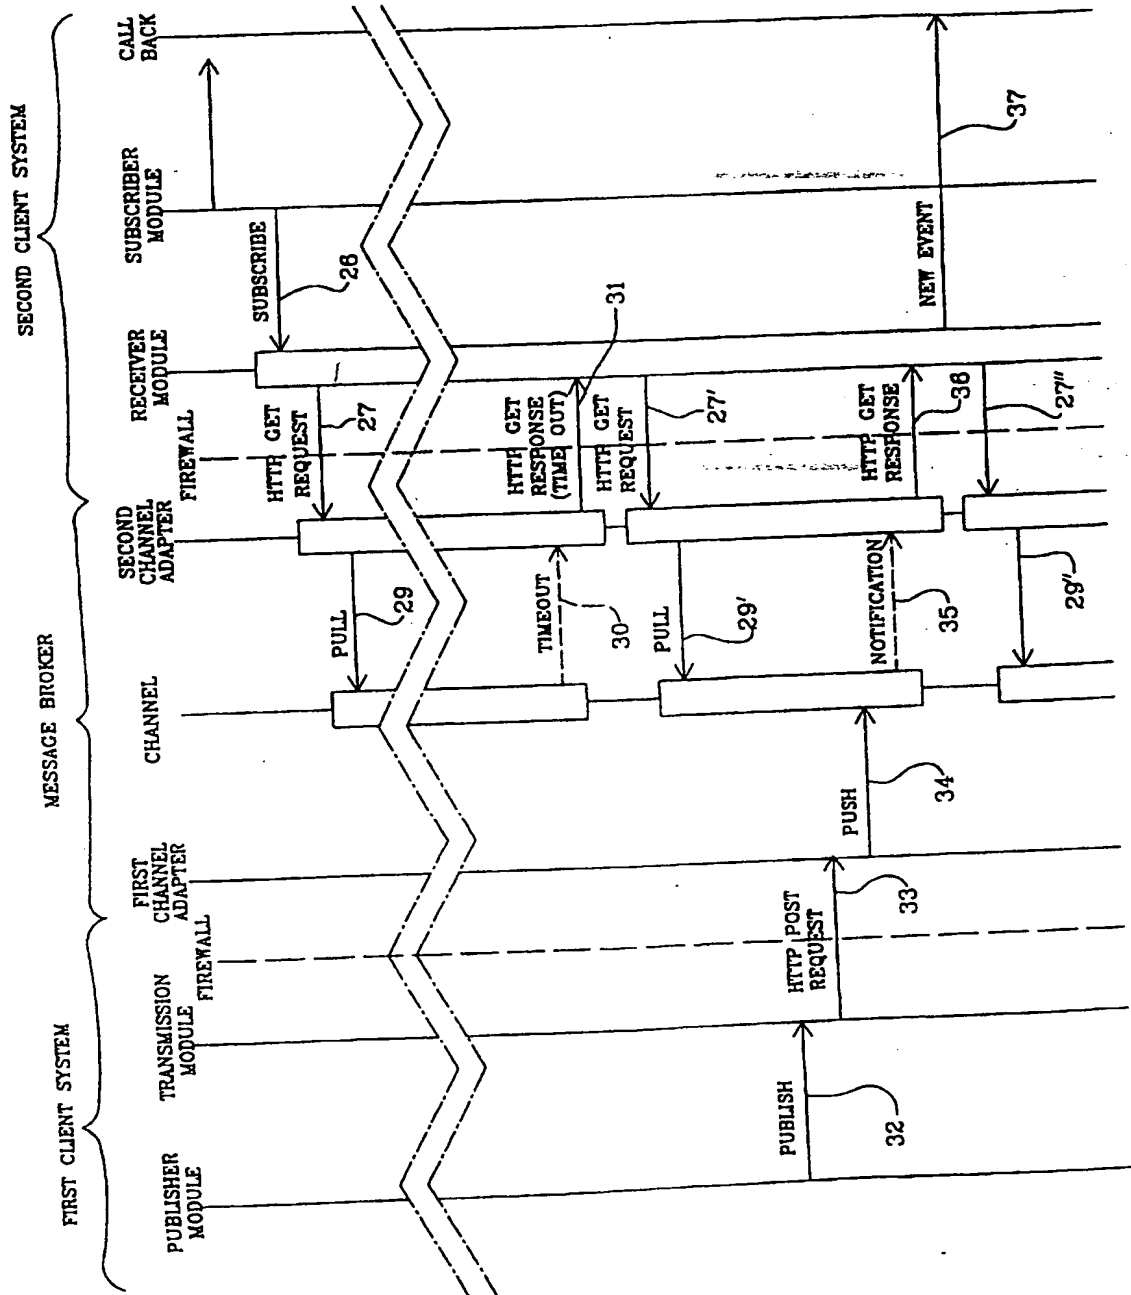 FIRST CLIENT SYSTEM
MESSAGE BROKER
SECOND CLIENT SYSTEM
PUBLISHER
MODULE
TRANSMISSION
MODULE
FIREWALL
FIRST
CHANNEL
ADAPTER
CHANNEL
SECOND
CHANNEL
ADAPTER
FIREWALL
RECEIVER
MODULE
SUBSCRIBER
MODULE
CALL
BACK
SUBSCRIBE
26
HTTP GET
REQUEST
27
PULL
29
TIMEOUT
30
HTTP GET
RESPONSE
(TIME OUT)
31
HTTP GET
REQUEST
27'
PULL
29'
PUBLISH
32
HTTP POST
REQUEST
33
PUSH
34
NOTIFICATION
35
HTTP GET
RESPONSE
36
NEW EVENT
37
27"
29"